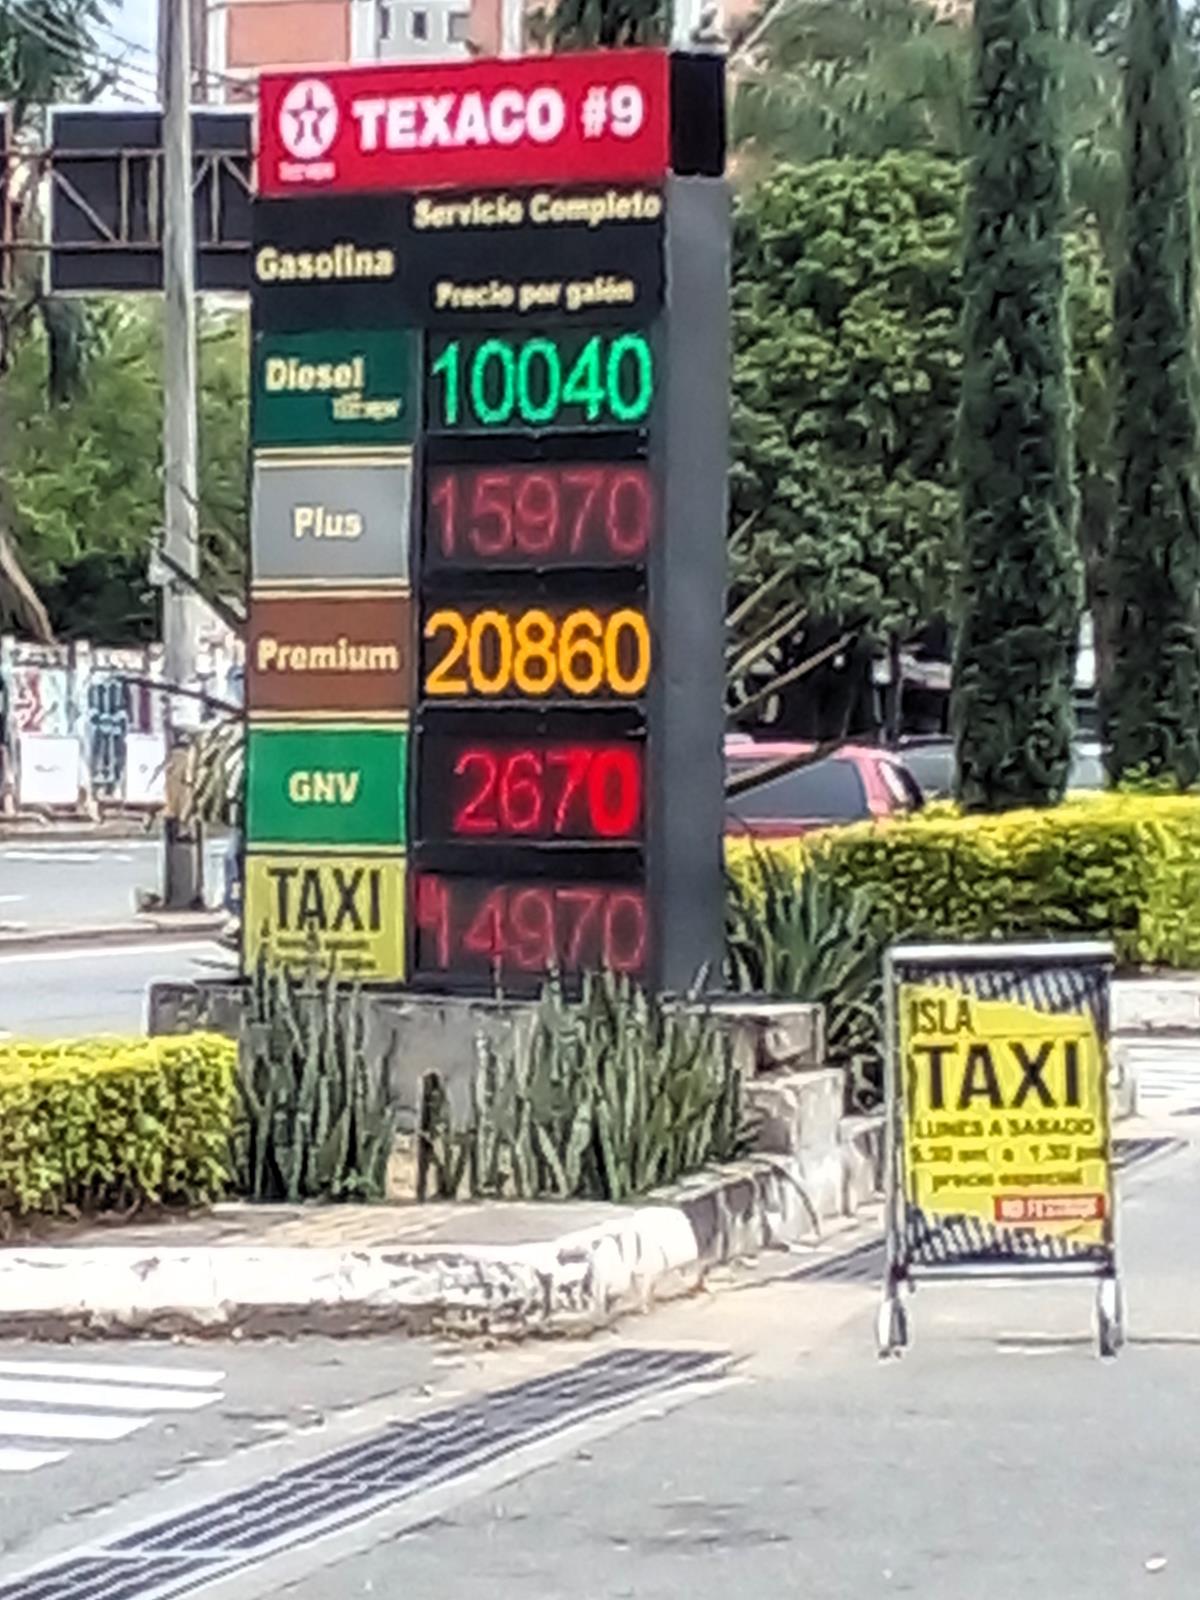 TEXACO #9
Servicio Completo
Gasolina
Precio por galón
Diesel
10040
Plus
15970
Premium
20860
GNV
2670
TAXI
14970
ISLA
TAXI
LUNES A SABADO
precio especial